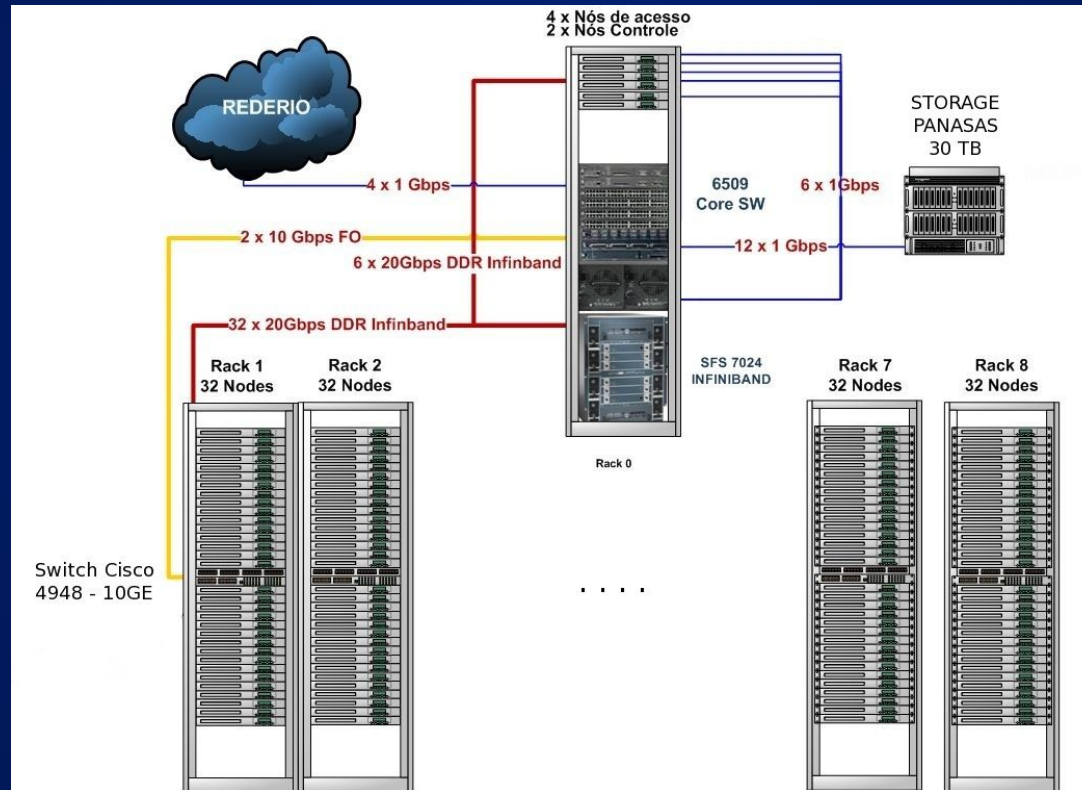 4 x Nós de acesso
2 x Nós Controle
REDERIO
STORAGE
PANASAS
30 TB
4 x 1 Gbps
6509
Core SW
6 x 1Gbps
2 x 10 Gbps FO
12 x 1 Gbps
6 x 20Gbps DDR Infinband
32 x 20Gbps DDR Infinband
SFS 7024
INFINIBAND
Rack 1
32 Nodes
Rack 2
32 Nodes
Rack 7
32 Nodes
Rack 8
32 Nodes
Rack 0
Switch Cisco
4948 - 10GE
. . . .